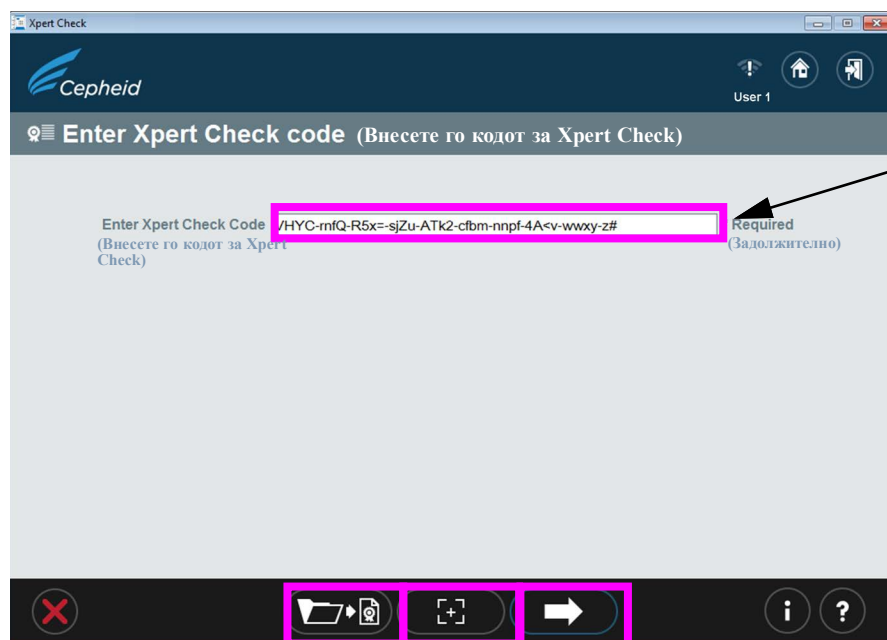 Xpert Check
Cepheid
User 1
Enter Xpert Check code (Внесете го кодот за Xpert Check)
Enter Xpert Check Code /HYC-rnfQ-R5x=-sjZu-ATk2-cfbm-nnpf-4A<v-wwxy-z# Required
(Внесете го кодот за Xpert (Задолжително)
Check)